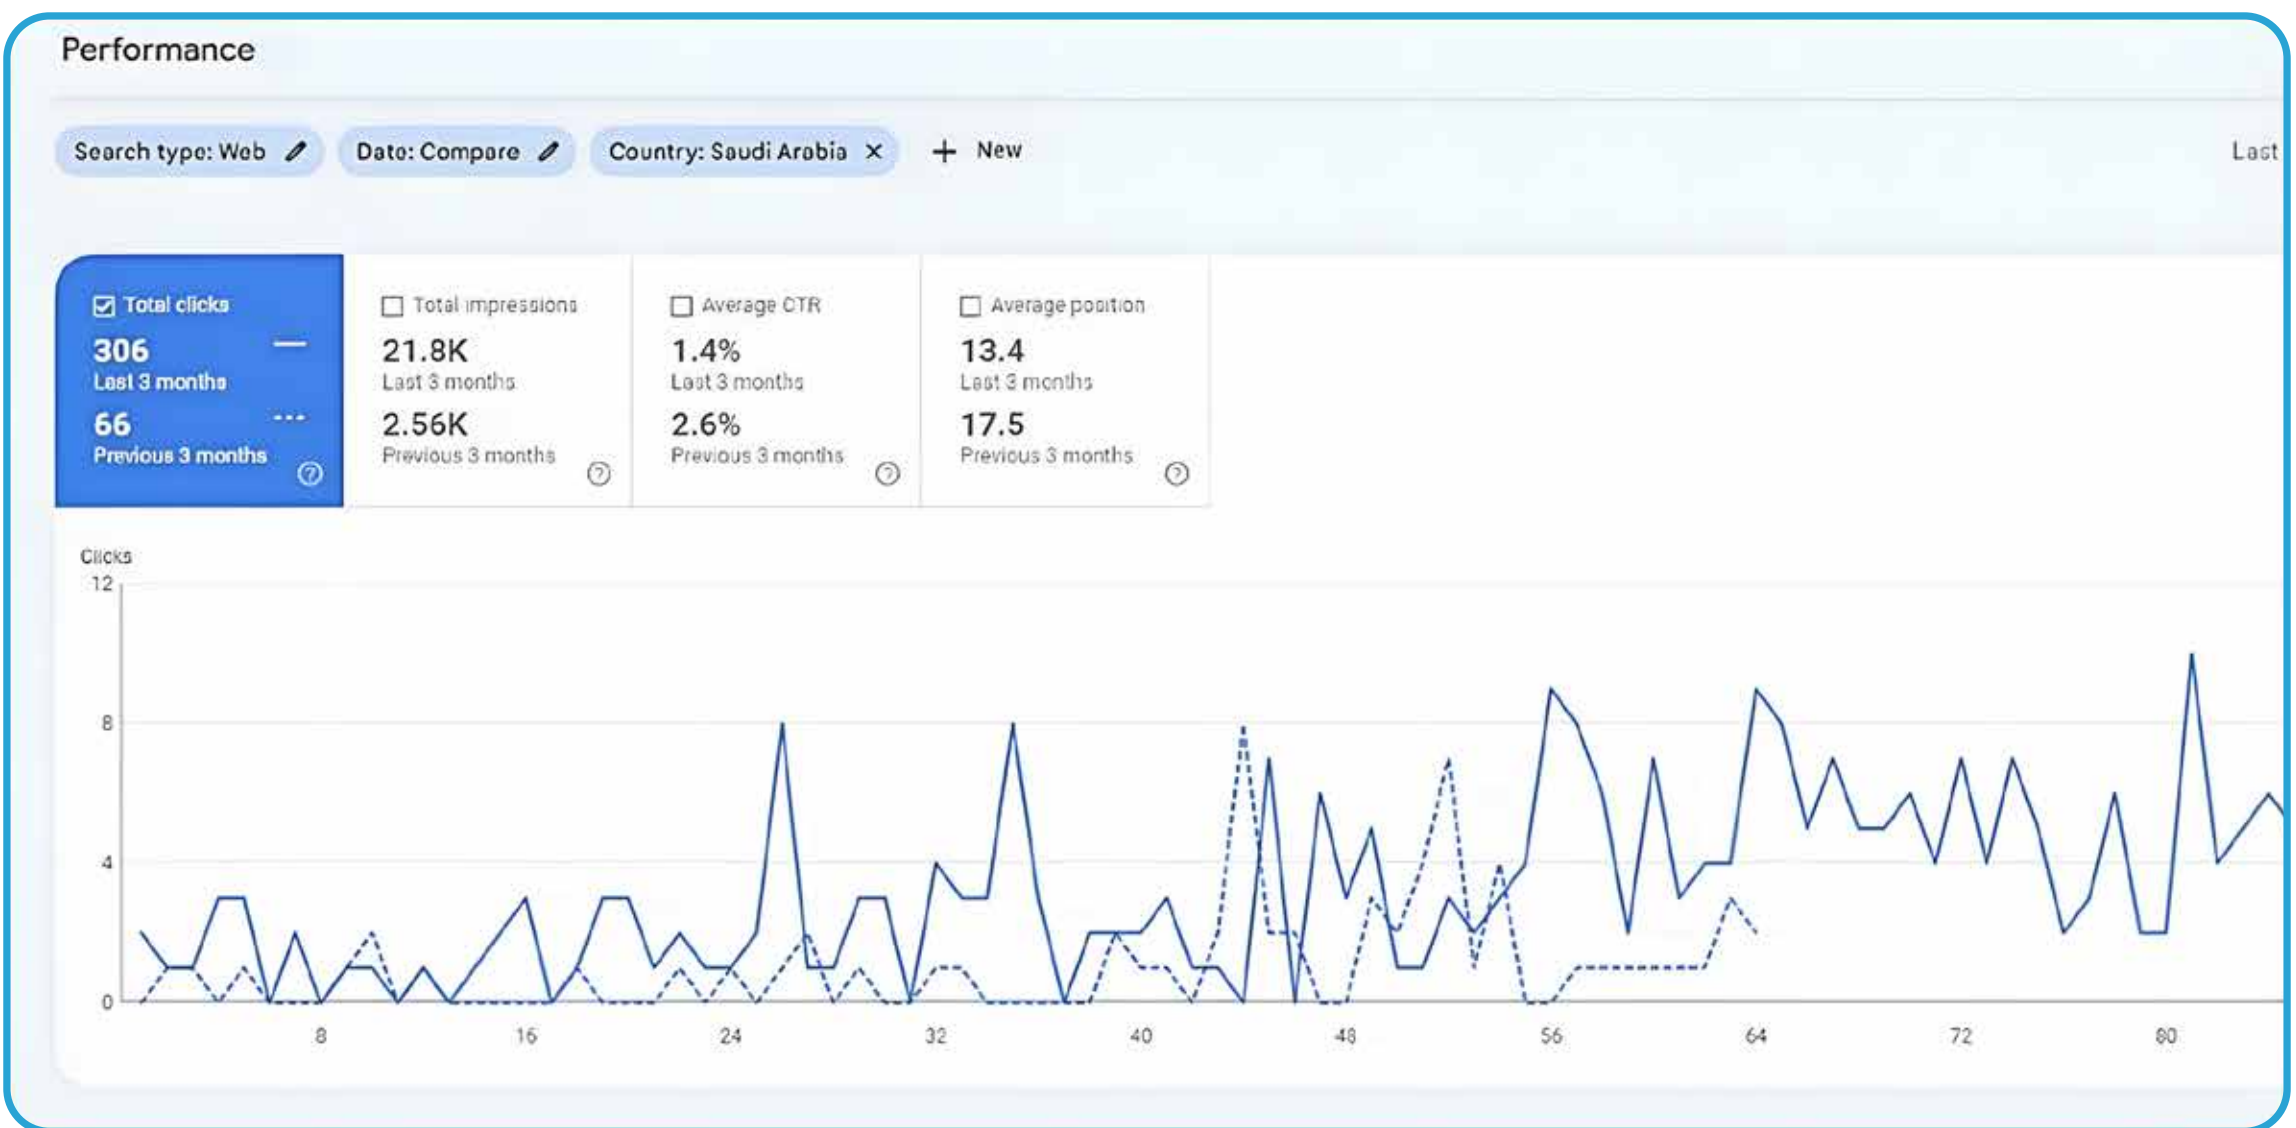 Performance
Search type: Web
Date: Compare
Country: Saudi Arabia
+ New
Last
Total clicks
306
Last 3 months
66
Previous 3 months
Total impressions
21.8K
Last 3 months
2.56K
Previous 3 months
Average CTR
1.4%
Last 3 months
2.6%
Previous 3 months
Average position
13.4
Last 3 months
17.5
Previous 3 months
Clicks
12
8
4
0
8 16 24 32 40 48 56 64 72 80